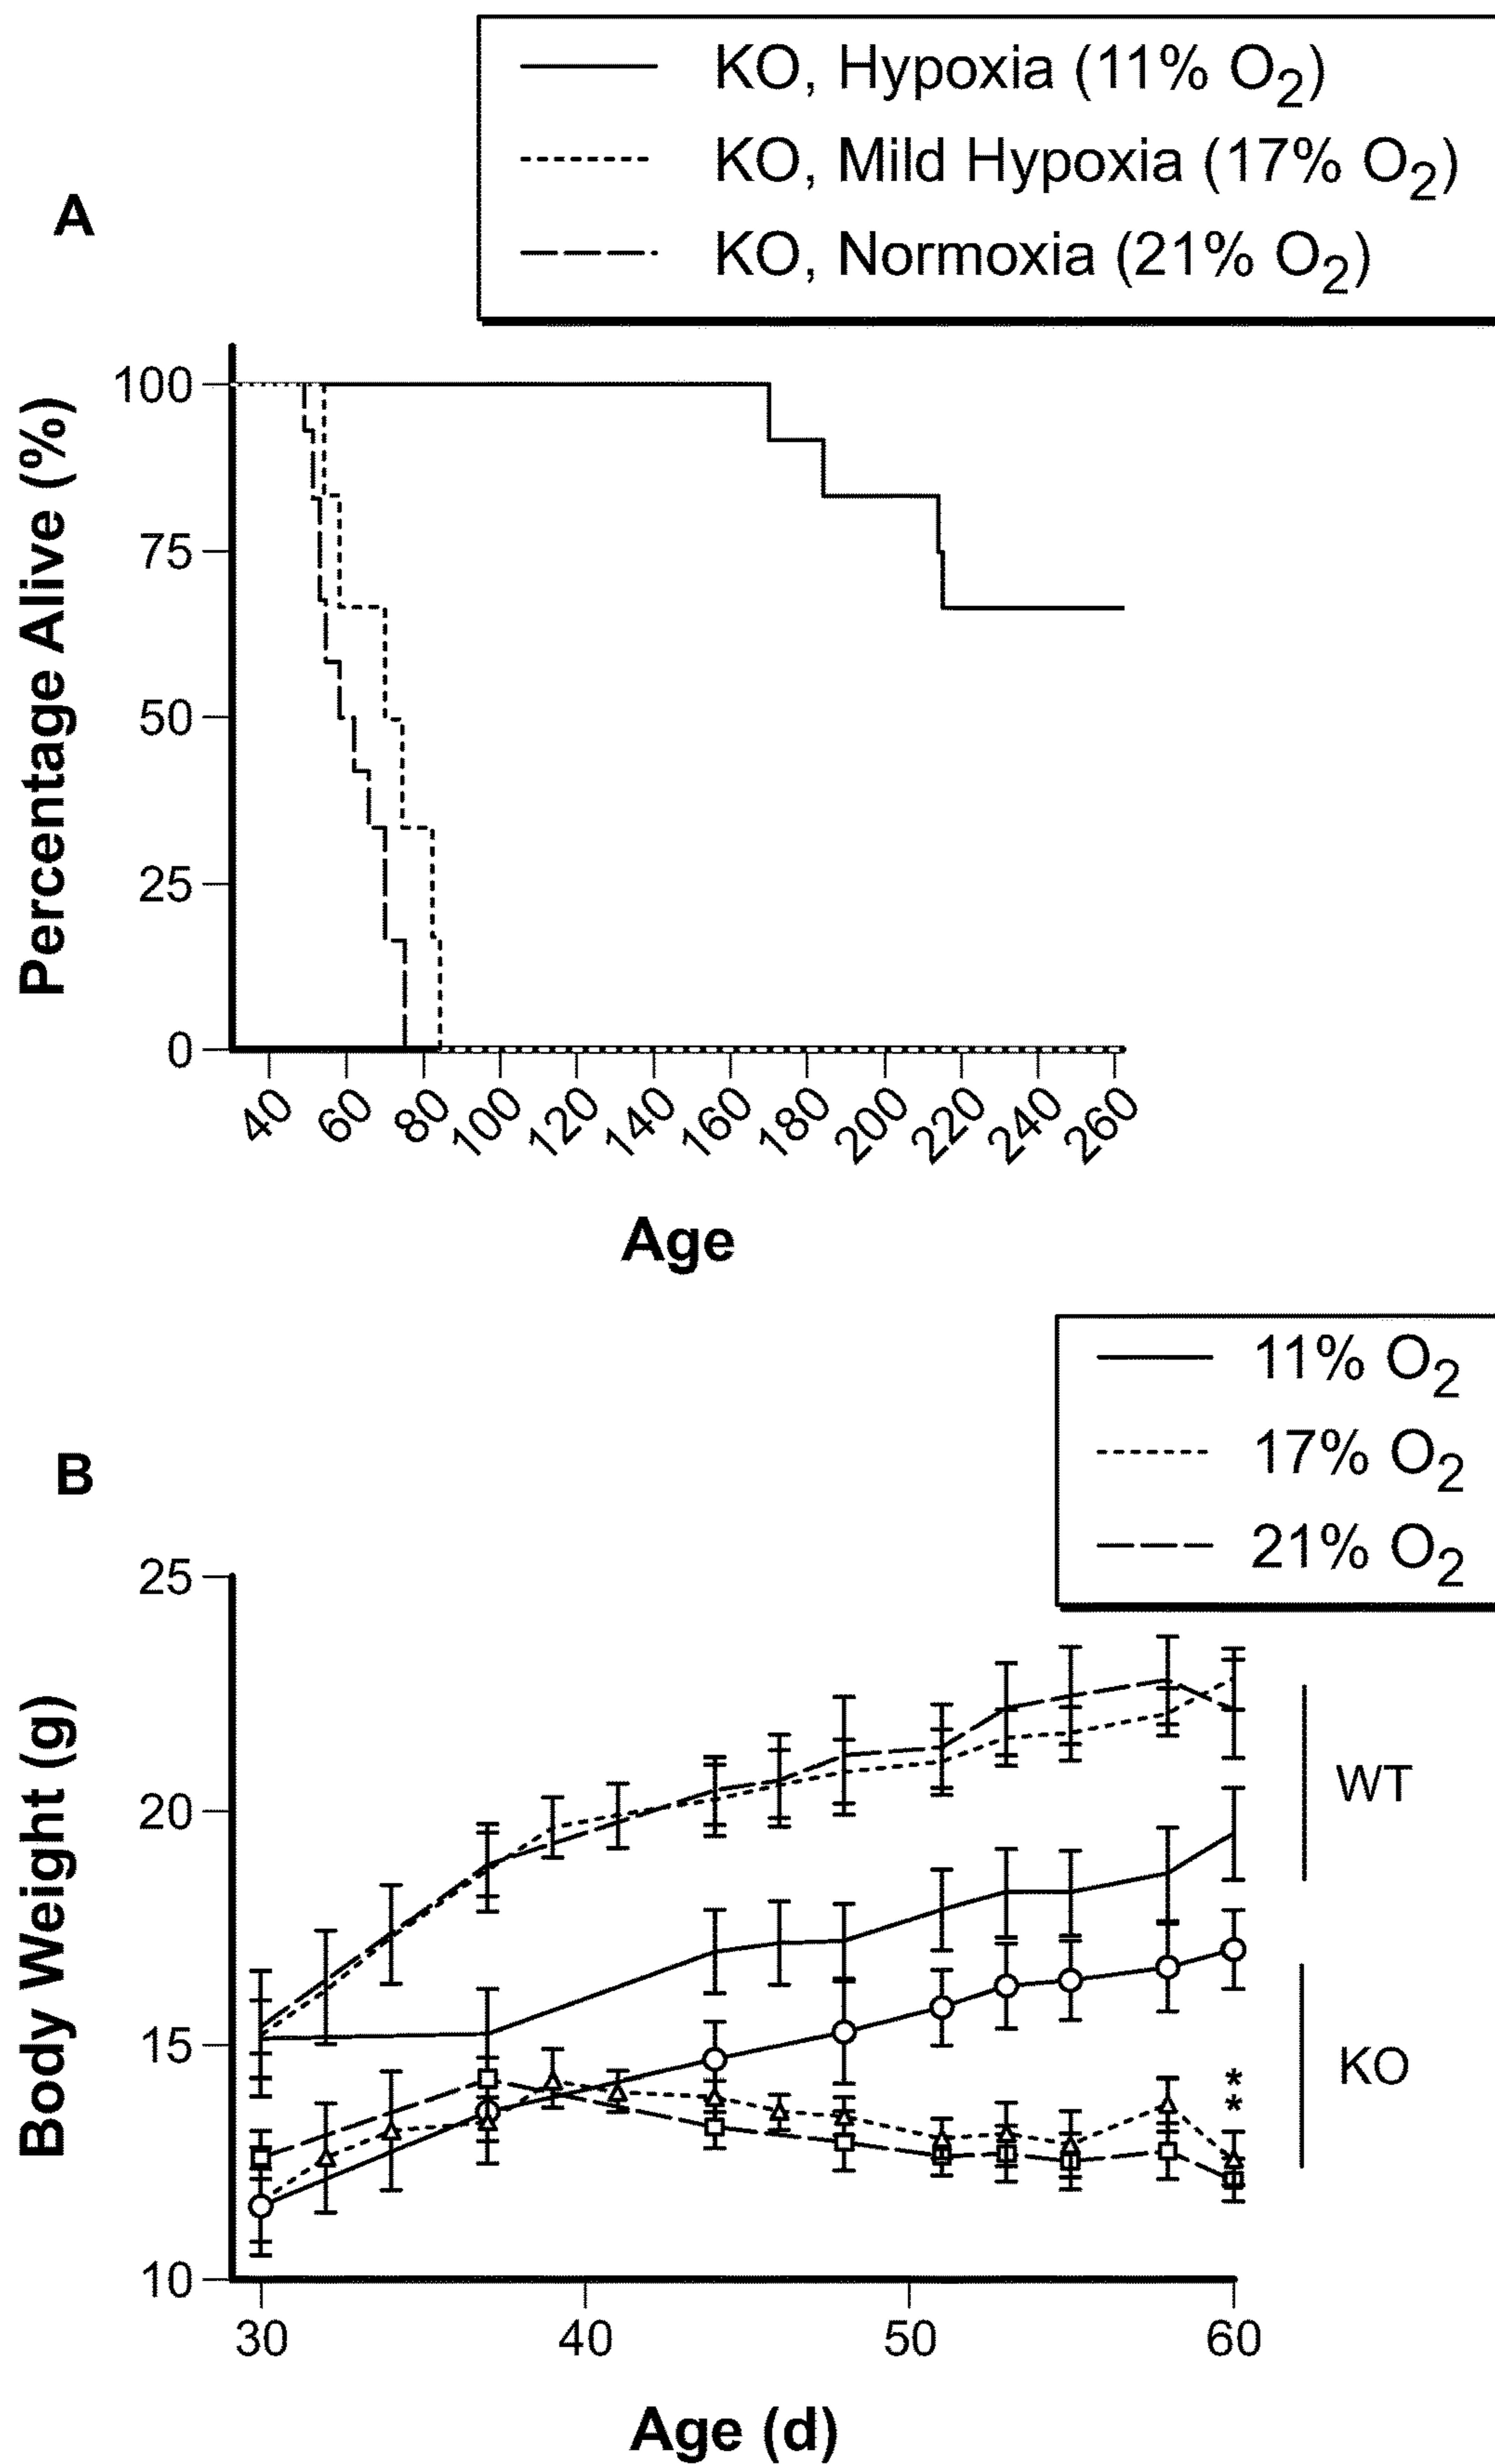 KO, Hypoxia (11% O2)
KO, Mild Hypoxia (17% O2)
KO, Normoxia (21% O2)
A
Percentage Alive (%)
100
75
50
25
0
40 60 80 100 120 140 160 180 200 220 240 260
Age
11% O2
17% O2
21% O2
B
Body Weight (g)
25
20
15
10
WT
KO
*
*
30 40 50 60
Age (d)